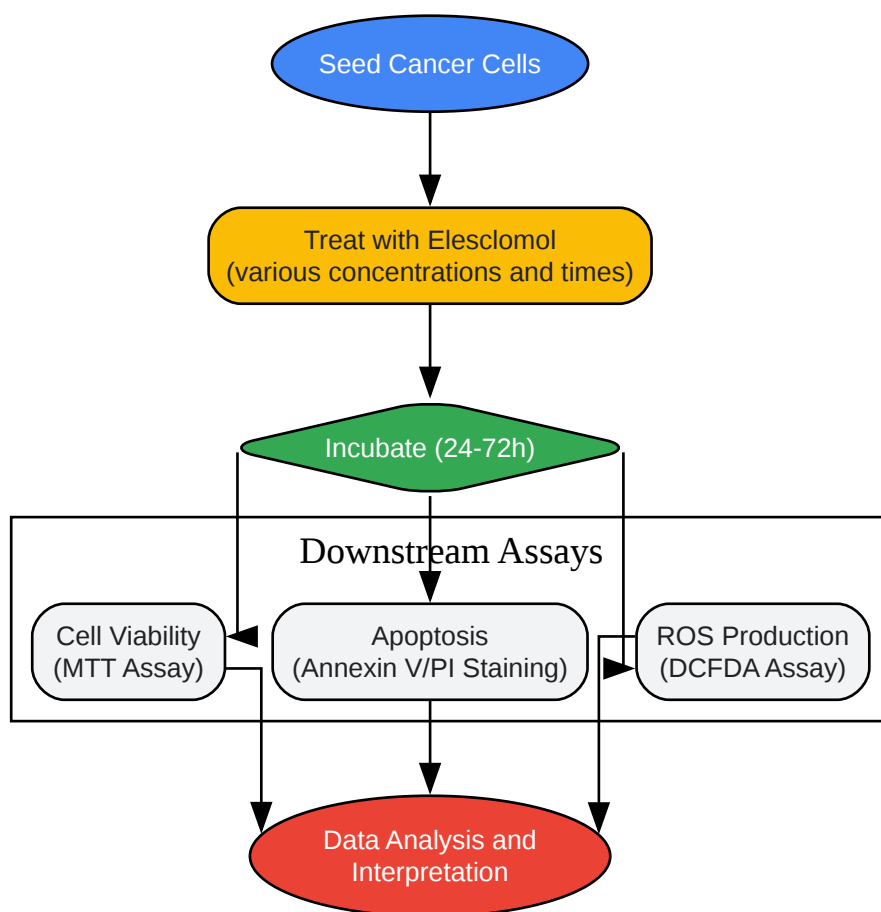 Seed Cancer Cells
Treat with Elesclomol
(various concentrations and times)
Incubate (24-72h)
Downstream Assays
Cell Viability
(MTT Assay)
Apoptosis
(Annexin V/PI Staining)
ROS Production
(DCFDA Assay)
Data Analysis and
Interpretation